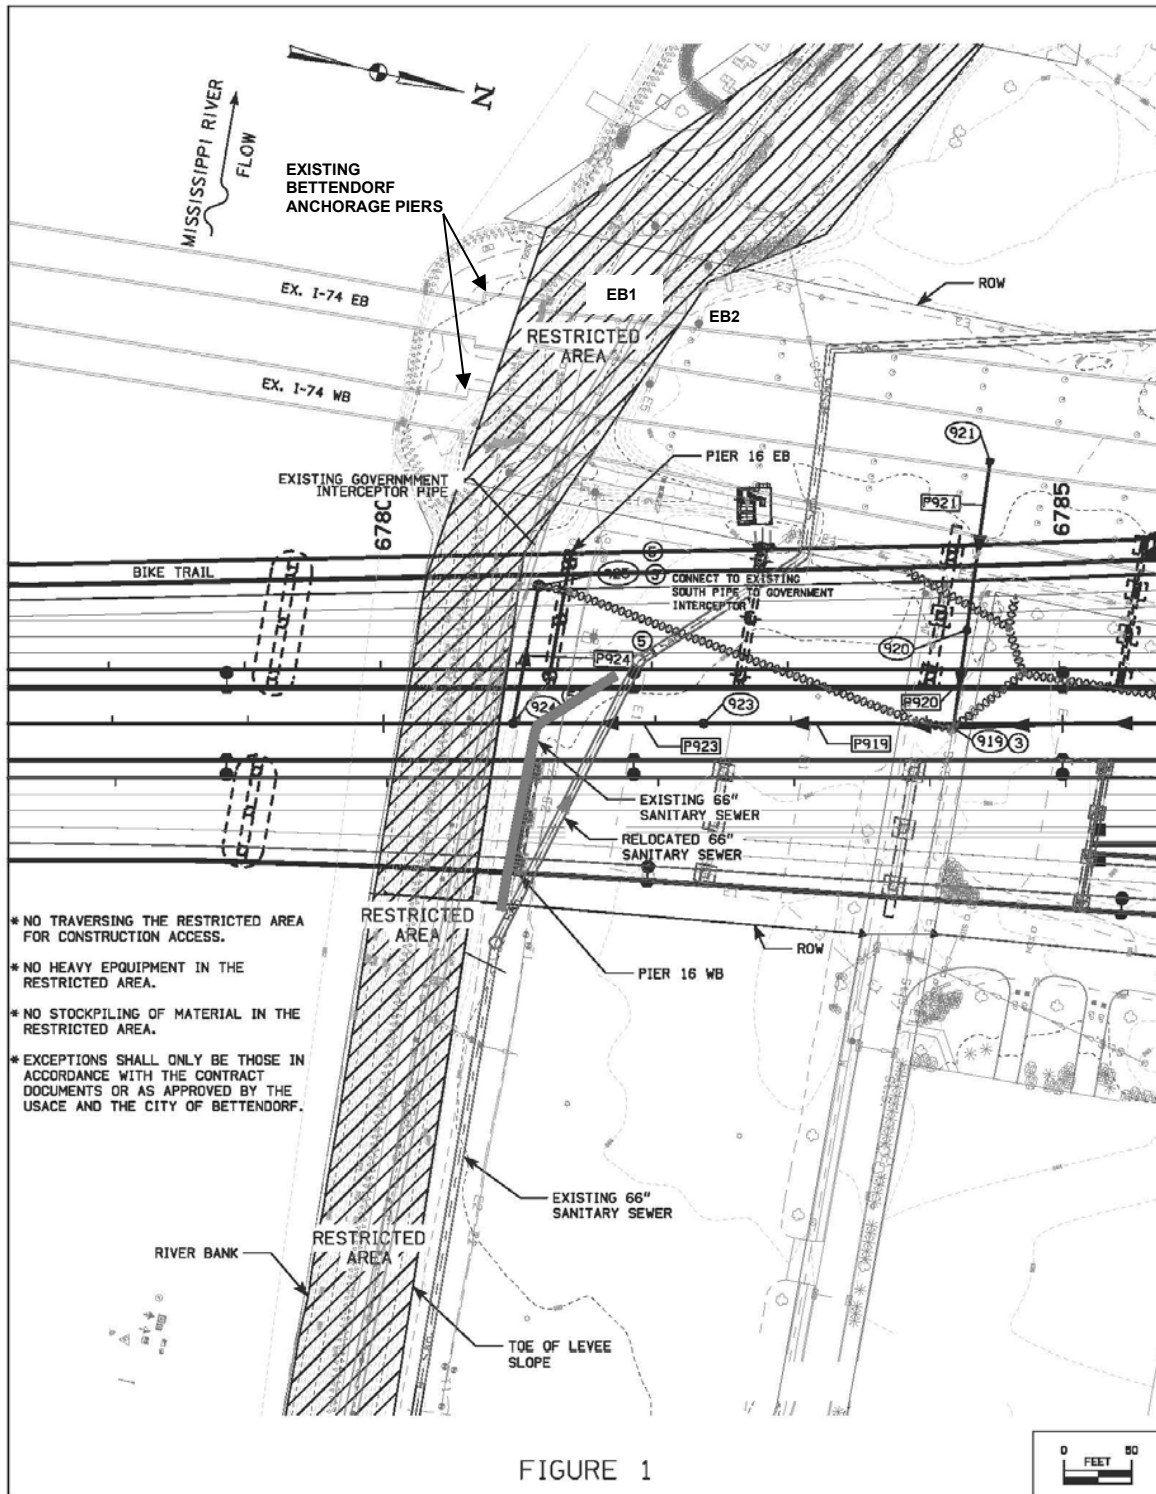 N
MISSISSIPPI RIVER
FLOW
EXISTING
BETTENDORF
ANCHORAGE PIERS
EX. I-74 EB
EX. I-74 WB
EB1
EB2
RESTRICTED
AREA
ROW
921
P921
6785
PIER 16 EB
EXISTING GOVERNMMENT
INTERCEPTOR PIPE
6780
BIKE TRAIL
925
6
3
CONNECT TO EXISTING
SOUTH PIPE TO GOVERNMENT
INTERCEPTOR
5
P924
924
923
P923
P919
920
P920
919
3
EXISTING 66"
SANITARY SEWER
RELOCATED 66"
SANITARY SEWER
ROW
PIER 16 WB
RESTRICTED
AREA
* NO TRAVERSING THE RESTRICTED AREA
FOR CONSTRUCTION ACCESS.
* NO HEAVY EPQUIPMENT IN THE
RESTRICTED AREA.
* NO STOCKPILING OF MATERIAL IN THE
RESTRICTED AREA.
* EXCEPTIONS SHALL ONLY BE THOSE IN
ACCORDANCE WITH THE CONTRACT
DOCUMENTS OR AS APPROVED BY THE
USACE AND THE CITY OF BETTENDORF.
EXISTING 66"
SANITARY SEWER
RESTRICTED
AREA
RIVER BANK
TOE OF LEVEE
SLOPE
FIGURE 1
0 50
FEET